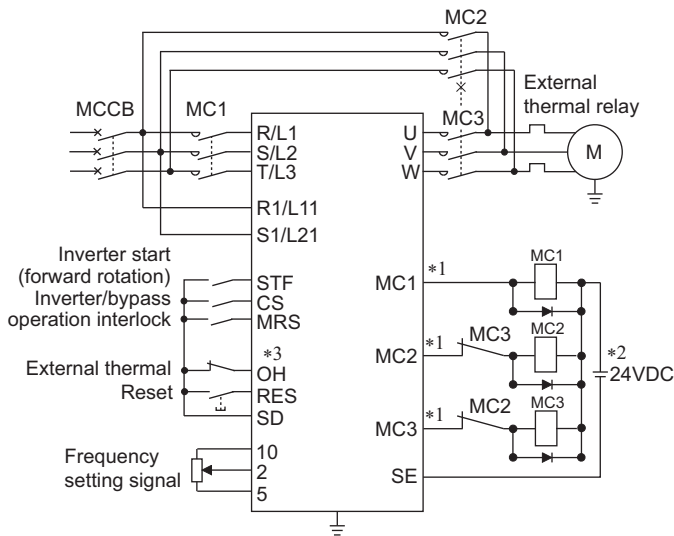 MC2
External
thermal relay
MCCB
MC1
MC3
R/L1
S/L2
T/L3
U
V
W
M
R1/L11
S1/L21
Inverter start
(forward rotation)
Inverter/bypass
operation interlock
STF
CS
MRS
*3
External thermal
OH
Reset
RES
SD
Frequency
setting signal
10
2
5
MC1
*1
MC1
MC2
*1
MC3
MC2
*2
24VDC
MC3
*1
MC2
MC3
SE